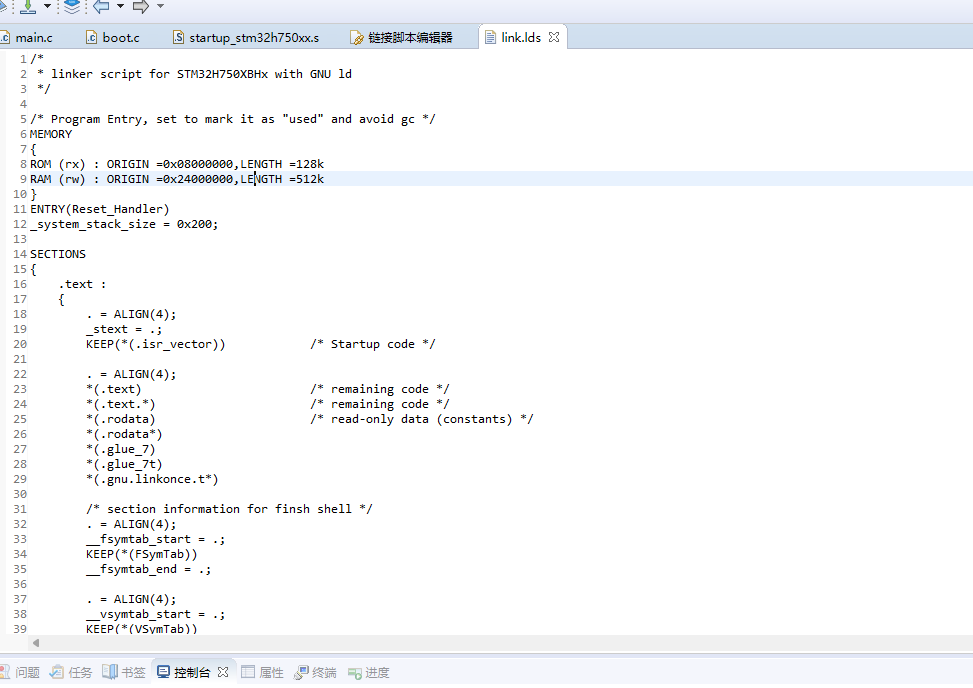 main.c boot.c startup_stm32h750xx.s 链接脚本编辑器 link.lds
1 /*
2  * linker script for STM32H750XBHx with GNU ld
3  */
4
5 /* Program Entry, set to mark it as "used" and avoid gc */
6 MEMORY
7 {
8 ROM (rx) : ORIGIN =0x08000000,LENGTH =128k
9 RAM (rw) : ORIGIN =0x24000000,LENGTH =512k
10 }
11 ENTRY(Reset_Handler)
12 _system_stack_size = 0x200;
13
14 SECTIONS
15 {
16     .text :
17     {
18         . = ALIGN(4);
19         _stext = .;
20         KEEP(*(.isr_vector))            /* Startup code */
21
22         . = ALIGN(4);
23         *(.text)                        /* remaining code */
24         *(.text.*)                      /* remaining code */
25         *(.rodata)                      /* read-only data (constants) */
26         *(.rodata*)
27         *(.glue_7)
28         *(.glue_7t)
29         *(.gnu.linkonce.t*)
30
31         /* section information for finsh shell */
32         . = ALIGN(4);
33         __fsymtab_start = .;
34         KEEP(*(FSymTab))
35         __fsymtab_end = .;
36
37         . = ALIGN(4);
38         __vsymtab_start = .;
39         KEEP(*(VSymTab))
问题 任务 书签 控制台 属性 终端 进度